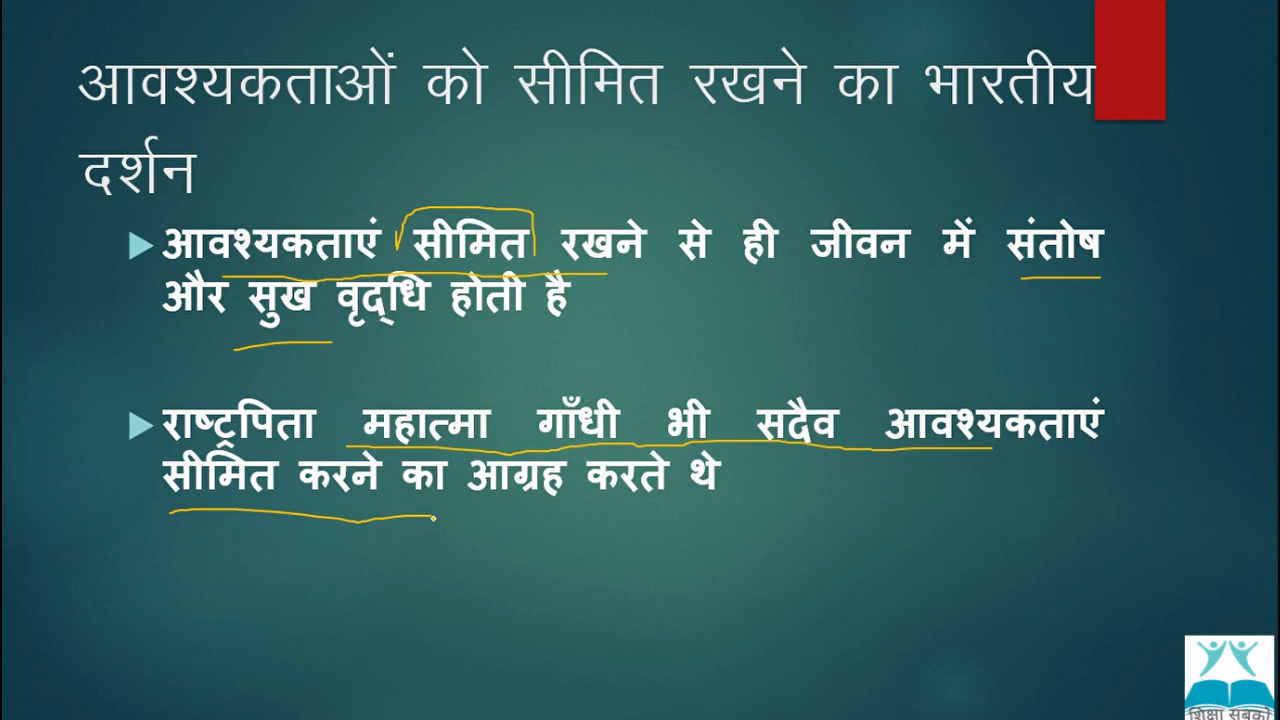 आवश्यकताओं को सीमित रखने का भारतीय
दर्शन
आवश्यकताएं सीमित रखने से ही जीवन में संतोष
और सुख वृद्धि होती है
राष्ट्रपिता महात्मा गाँधी भी सदैव आवश्यकताएं
सीमित करने का आग्रह करते थे
शिक्षा सबको